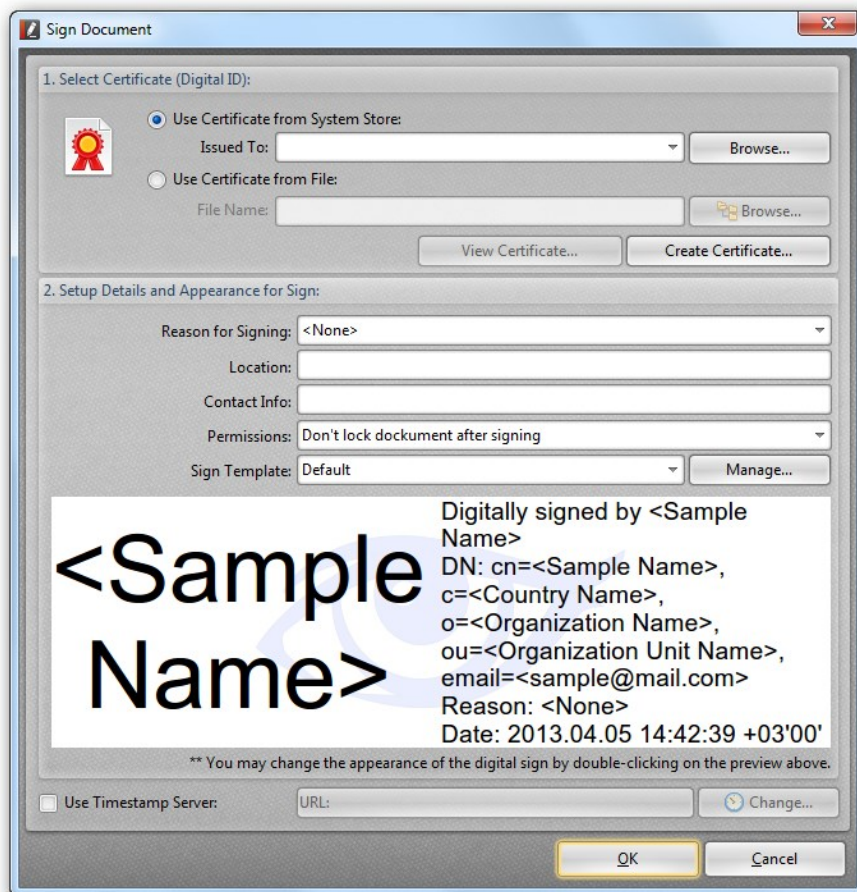 Sign Document
1. Select Certificate (Digital ID):
Use Certificate from System Store:
Issued To:
Browse...
Use Certificate from File:
File Name:
Browse...
View Certificate...
Create Certificate...
2. Setup Details and Appearance for Sign:
Reason for Signing:
<None>
Location:
Contact Info:
Permissions:
Don't lock dockument after signing
Sign Template:
Default
Manage...
<Sample
Name>
Digitally signed by <Sample
Name>
DN: cn=<Sample Name>,
c=<Country Name>,
o=<Organization Name>,
ou=<Organization Unit Name>,
email=<sample@mail.com>
Reason: <None>
Date: 2013.04.05 14:42:39 +03'00'
** You may change the appearance of the digital sign by double-clicking on the preview above.
Use Timestamp Server:
URL:
Change...
OK
Cancel